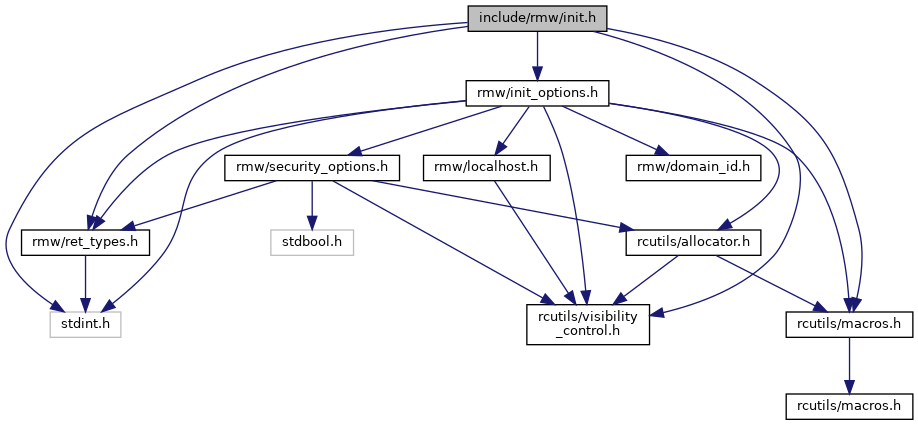 include/rmw/init.h
rmw/init_options.h
rmw/security_options.h
rmw/localhost.h
rmw/domain_id.h
rmw/ret_types.h
stdbool.h
rcutils/allocator.h
stdint.h
rcutils/visibility
_control.h
rcutils/macros.h
rcutils/macros.h